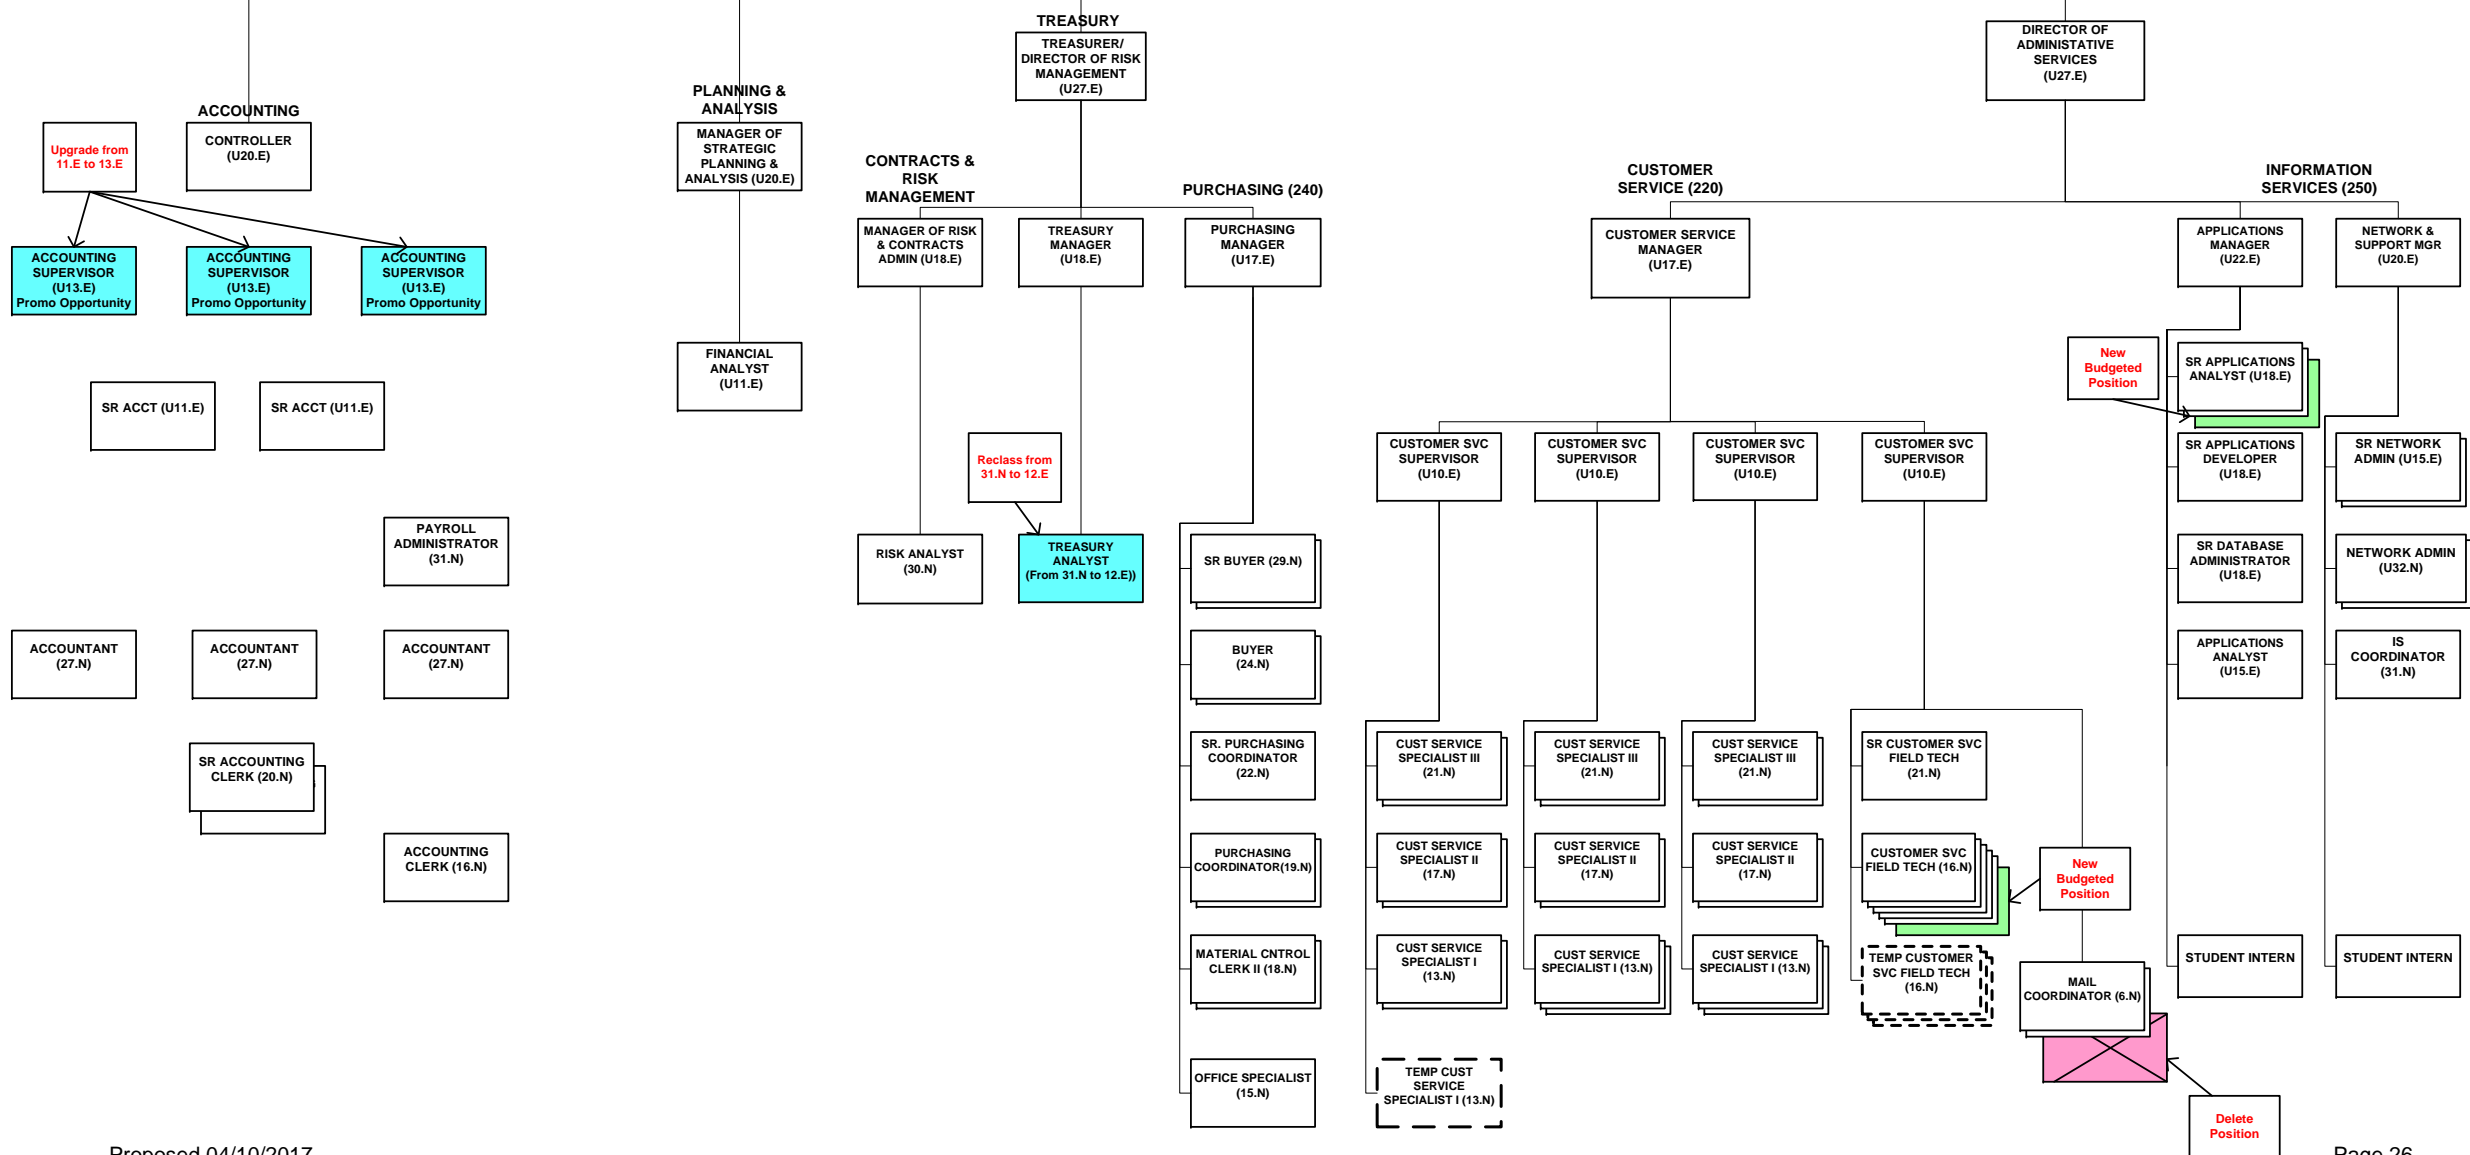 TREASURY
TREASURER/
DIRECTOR OF RISK
MANAGEMENT
(U27.E)
DIRECTOR OF
ADMINISTATIVE
SERVICES
(U27.E)
ACCOUNTING
CONTROLLER
(U20.E)
Upgrade from
11.E to 13.E
ACCOUNTING
SUPERVISOR
(U13.E)
Promo Opportunity
ACCOUNTING
SUPERVISOR
(U13.E)
Promo Opportunity
ACCOUNTING
SUPERVISOR
(U13.E)
Promo Opportunity
SR ACCT (U11.E)
SR ACCT (U11.E)
PAYROLL
ADMINISTRATOR
(31.N)
ACCOUNTANT
(27.N)
ACCOUNTANT
(27.N)
ACCOUNTANT
(27.N)
SR ACCOUNTING
CLERK (20.N)
ACCOUNTING
CLERK (16.N)
PLANNING &
ANALYSIS
MANAGER OF
STRATEGIC
PLANNING &
ANALYSIS (U20.E)
FINANCIAL
ANALYST
(U11.E)
CONTRACTS &
RISK
MANAGEMENT
MANAGER OF RISK
& CONTRACTS
ADMIN (U18.E)
RISK ANALYST
(30.N)
TREASURY
MANAGER
(U18.E)
Reclass from
31.N to 12.E
TREASURY
ANALYST
(From 31.N to 12.E))
PURCHASING (240)
PURCHASING
MANAGER
(U17.E)
SR BUYER (29.N)
BUYER
(24.N)
SR. PURCHASING
COORDINATOR
(22.N)
PURCHASING
COORDINATOR(19.N)
MATERIAL CNTROL
CLERK II (18.N)
OFFICE SPECIALIST
(15.N)
CUSTOMER
SERVICE (220)
CUSTOMER SERVICE
MANAGER
(U17.E)
CUSTOMER SVC
SUPERVISOR
(U10.E)
CUST SERVICE
SPECIALIST III
(21.N)
CUST SERVICE
SPECIALIST II
(17.N)
CUST SERVICE
SPECIALIST I
(13.N)
TEMP CUST
SERVICE
SPECIALIST I (13.N)
CUSTOMER SVC
SUPERVISOR
(U10.E)
CUST SERVICE
SPECIALIST III
(21.N)
CUST SERVICE
SPECIALIST II
(17.N)
CUST SERVICE
SPECIALIST I (13.N)
CUSTOMER SVC
SUPERVISOR
(U10.E)
CUST SERVICE
SPECIALIST III
(21.N)
CUST SERVICE
SPECIALIST II
(17.N)
CUST SERVICE
SPECIALIST I (13.N)
CUSTOMER SVC
SUPERVISOR
(U10.E)
SR CUSTOMER SVC
FIELD TECH
(21.N)
CUSTOMER SVC
FIELD TECH (16.N)
New
Budgeted
Position
TEMP CUSTOMER
SVC FIELD TECH
(16.N)
MAIL
COORDINATOR (6.N)
Delete
Position
INFORMATION
SERVICES (250)
APPLICATIONS
MANAGER
(U22.E)
New
Budgeted
Position
SR APPLICATIONS
ANALYST (U18.E)
SR APPLICATIONS
DEVELOPER
(U18.E)
SR DATABASE
ADMINISTRATOR
(U18.E)
APPLICATIONS
ANALYST
(U15.E)
STUDENT INTERN
NETWORK &
SUPPORT MGR
(U20.E)
SR NETWORK
ADMIN (U15.E)
NETWORK ADMIN
(U32.N)
IS
COORDINATOR
(31.N)
STUDENT INTERN
Proposed 04/10/2017
Page 26